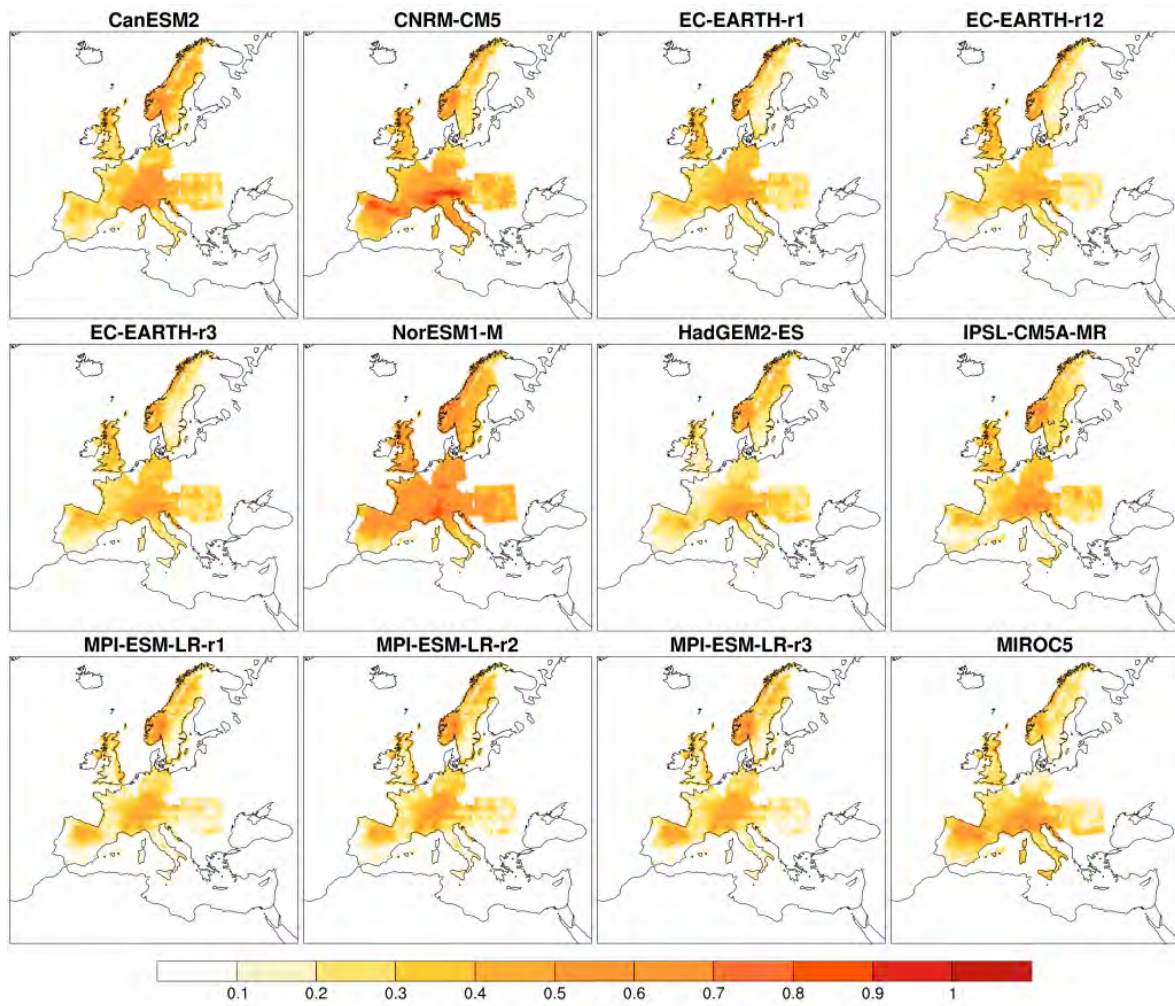 CanESM2 CNRM-CM5 EC-EARTH-r1 EC-EARTH-r12
EC-EARTH-r3 NorESM1-M HadGEM2-ES IPSL-CM5A-MR
MPI-ESM-LR-r1 MPI-ESM-LR-r2 MPI-ESM-LR-r3 MIROC5
0.1 0.2 0.3 0.4 0.5 0.6 0.7 0.8 0.9 1